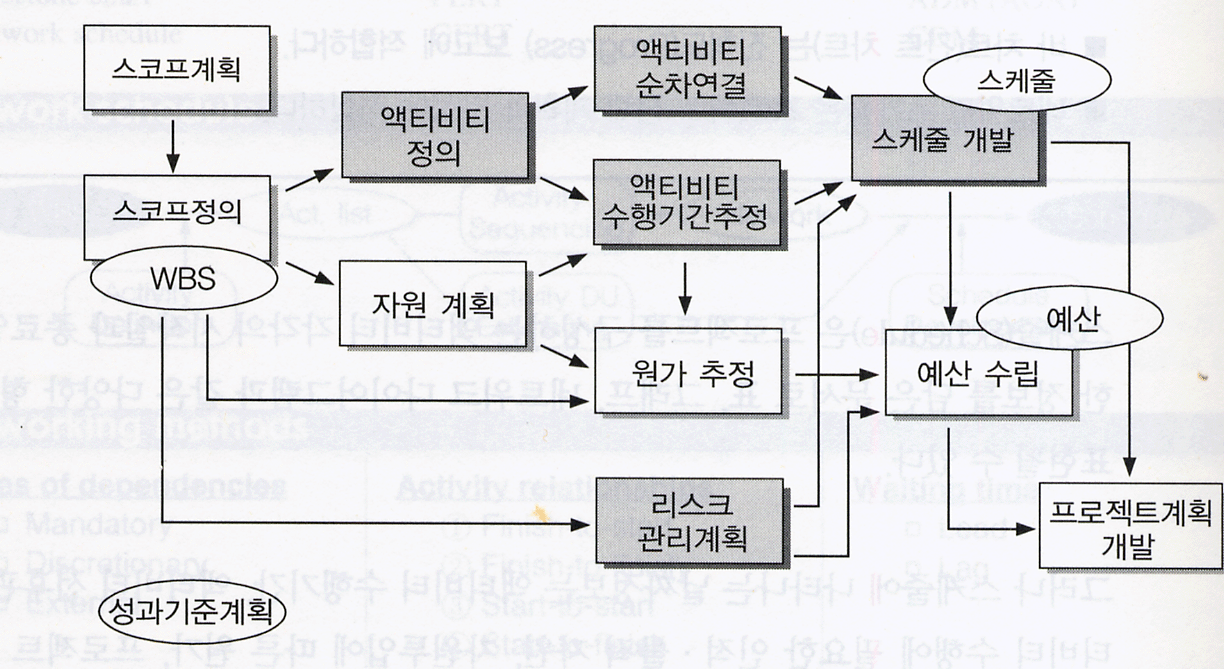 스코프계획
액티비티
순차연결
스케줄
액티비티
정의
스케줄 개발
스코프정의
WBS
액티비티
수행기간추정
자원 계획
예산
원가 추정
예산 수립
리스크
관리계획
프로젝트계획
개발
성과기준계획